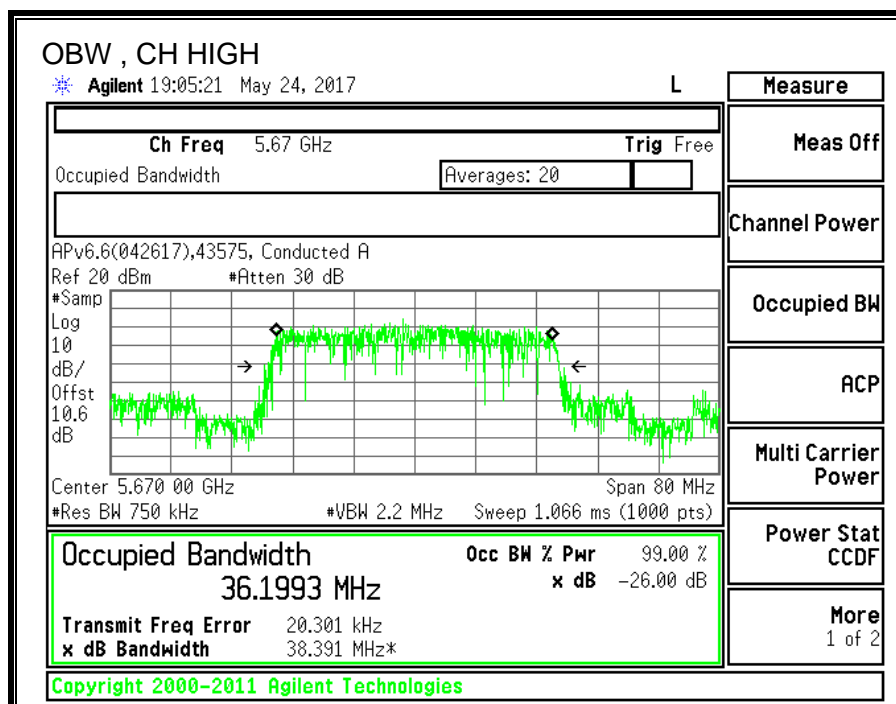 OBW , CH HIGH
Agilent 19:05:21 May 24, 2017 L
Measure
Ch Freq 5.67 GHz Trig Free
Meas Off
Occupied Bandwidth Averages: 20
Channel Power
APv6.6(042617),43575, Conducted A
Ref 20 dBm #Atten 30 dB
#Samp
Log
10
dB/
Offst
10.6
dB
Occupied BW
ACP
Center 5.670 00 GHz Span 80 MHz
#Res BW 750 kHz #VBW 2.2 MHz Sweep 1.066 ms (1000 pts)
Multi Carrier
Power
Occupied Bandwidth Occ BW % Pwr 99.00 %
36.1993 MHz x dB -26.00 dB
Power Stat
CCDF
Transmit Freq Error 20.301 kHz
x dB Bandwidth 38.391 MHz*
More
1 of 2
Copyright 2000-2011 Agilent Technologies